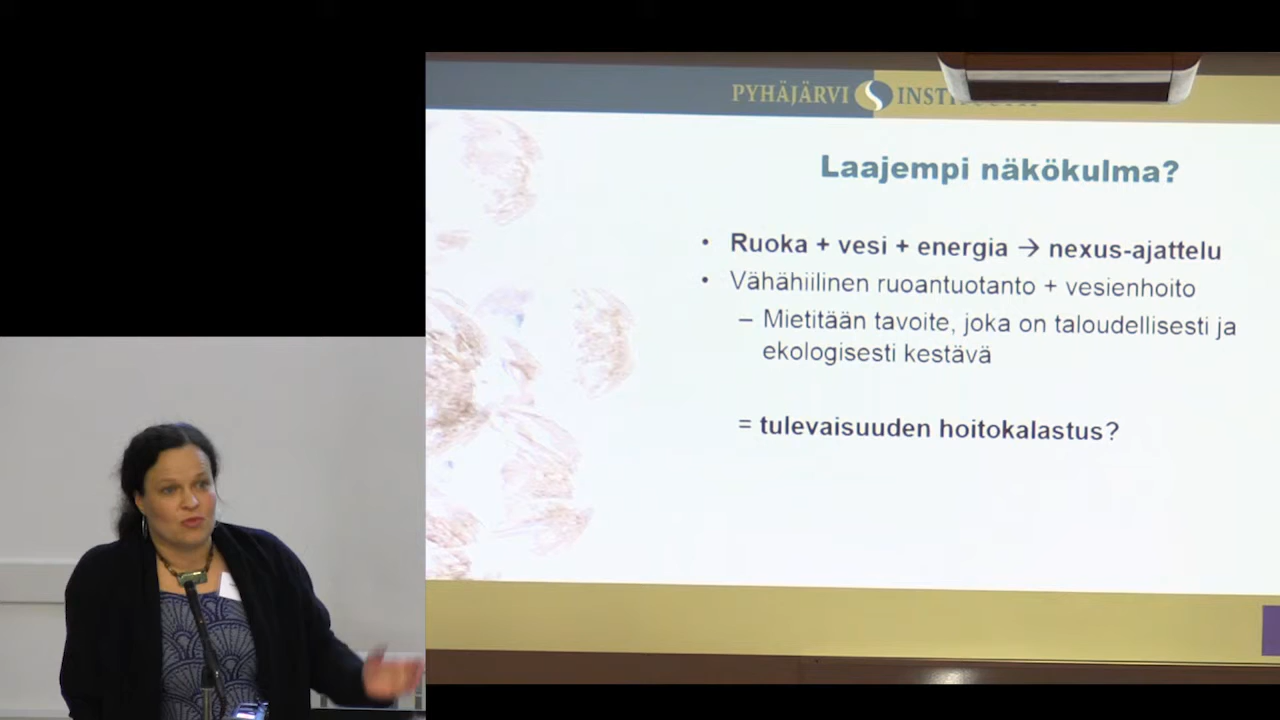 PYHÄJÄRVI
Laajempi näkökulma?
• Ruoka + vesi + energia → nexus-ajattelu
• Vähähiilinen ruoantuotanto + vesienhoito
– Mietitään tavoite, joka on taloudellisesti ja
ekologisesti kestävä
= tulevaisuuden hoitokalastus?